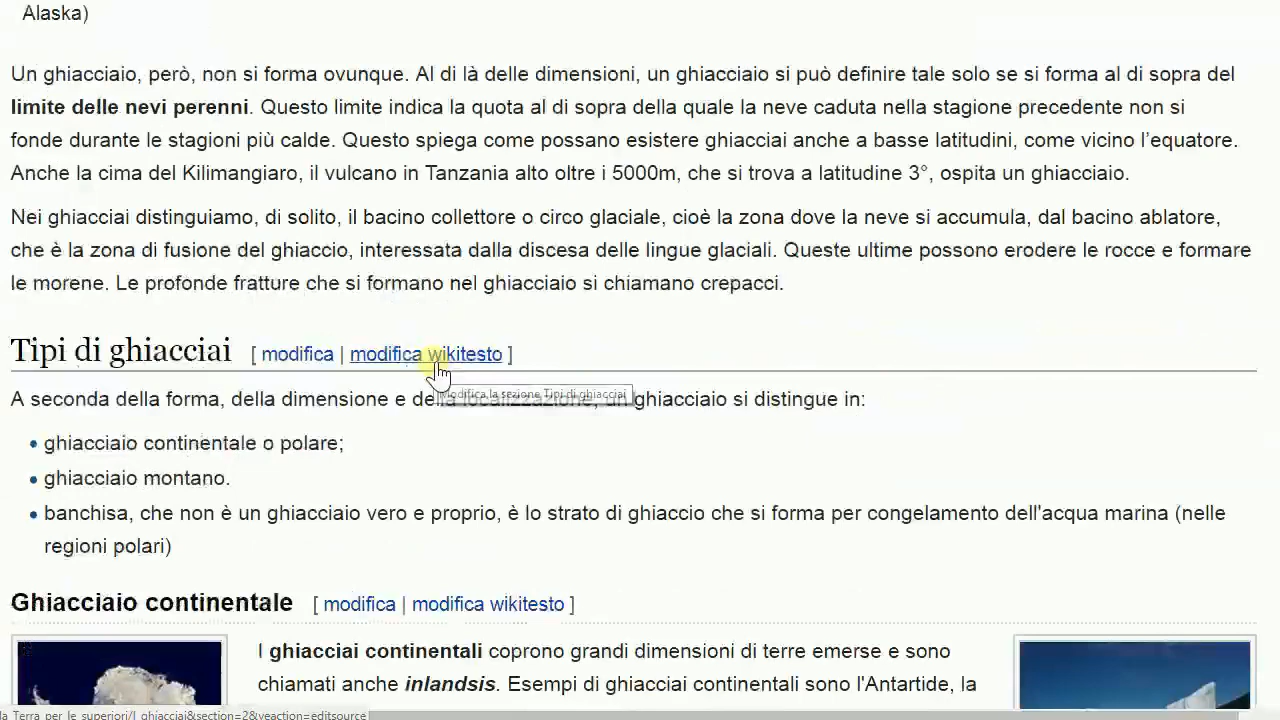 Alaska)
Un ghiacciaio, però, non si forma ovunque. Al di là delle dimensioni, un ghiacciaio si può definire tale solo se si forma al di sopra del
limite delle nevi perenni. Questo limite indica la quota al di sopra della quale la neve caduta nella stagione precedente non si
fonde durante le stagioni più calde. Questo spiega come possano esistere ghiacciai anche a basse latitudini, come vicino l’equatore.
Anche la cima del Kilimangiaro, il vulcano in Tanzania alto oltre i 5000m, che si trova a latitudine 3°, ospita un ghiacciaio.
Nei ghiacciai distinguiamo, di solito, il bacino collettore o circo glaciale, cioè la zona dove la neve si accumula, dal bacino ablatore,
che è la zona di fusione del ghiaccio, interessata dalla discesa delle lingue glaciali. Queste ultime possono erodere le rocce e formare
le morene. Le profonde fratture che si formano nel ghiacciaio si chiamano crepacci.
Tipi di ghiacciai [ modifica | modifica wikitesto ]
Modifica la sezione Tipi di ghiacciai
A seconda della forma, della dimensione e della localizzazione, un ghiacciaio si distingue in:
• ghiacciaio continentale o polare;
• ghiacciaio montano.
• banchisa, che non è un ghiacciaio vero e proprio, è lo strato di ghiaccio che si forma per congelamento dell'acqua marina (nelle
regioni polari)
Ghiacciaio continentale [ modifica | modifica wikitesto ]
I ghiacciai continentali coprono grandi dimensioni di terre emerse e sono
chiamati anche inlandsis. Esempi di ghiacciai continentali sono l'Antartide, la
la_Terra_per_le_superiori/I_ghiacciai&section=2&veaction=editsource